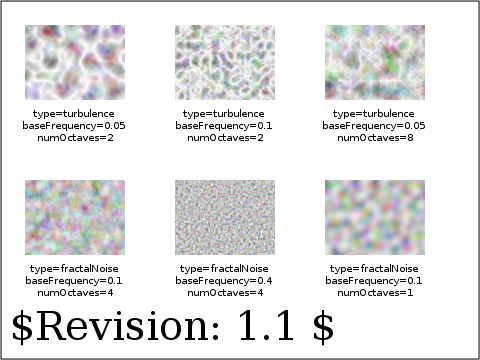 type=turbulence
baseFrequency=0.05
numOctaves=2
type=turbulence
baseFrequency=0.1
numOctaves=2
type=turbulence
baseFrequency=0.05
numOctaves=8
type=fractalNoise
baseFrequency=0.1
numOctaves=4
type=fractalNoise
baseFrequency=0.4
numOctaves=4
type=fractalNoise
baseFrequency=0.1
numOctaves=1
$Revision: 1.1 $